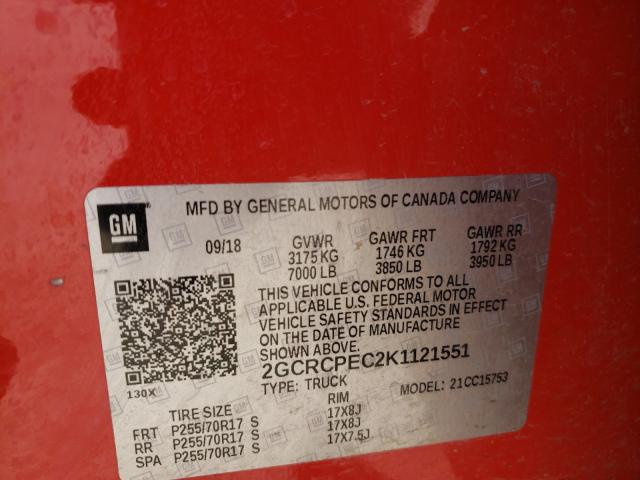 MFD BY GENERAL MOTORS OF CANADA COMPANY
GM
09/18 GVWR GAWR FRT GAWR RR
3175 KG 1746 KG 1792 KG
7000 LB 3850 LB 3950 LB
THIS VEHICLE CONFORMS TO ALL
APPLICABLE U.S. FEDERAL MOTOR
VEHICLE SAFETY STANDARDS IN EFFECT
ON THE DATE OF MANUFACTURE
SHOWN ABOVE.
2GCRCPEC2K1121551
TYPE: TRUCK MODEL: 21CC15753
130X
TIRE SIZE RIM
FRT P255/70R17 S 17X8J
RR P255/70R17 S 17X8J
SPA P255/70R17 S 17X7.5J